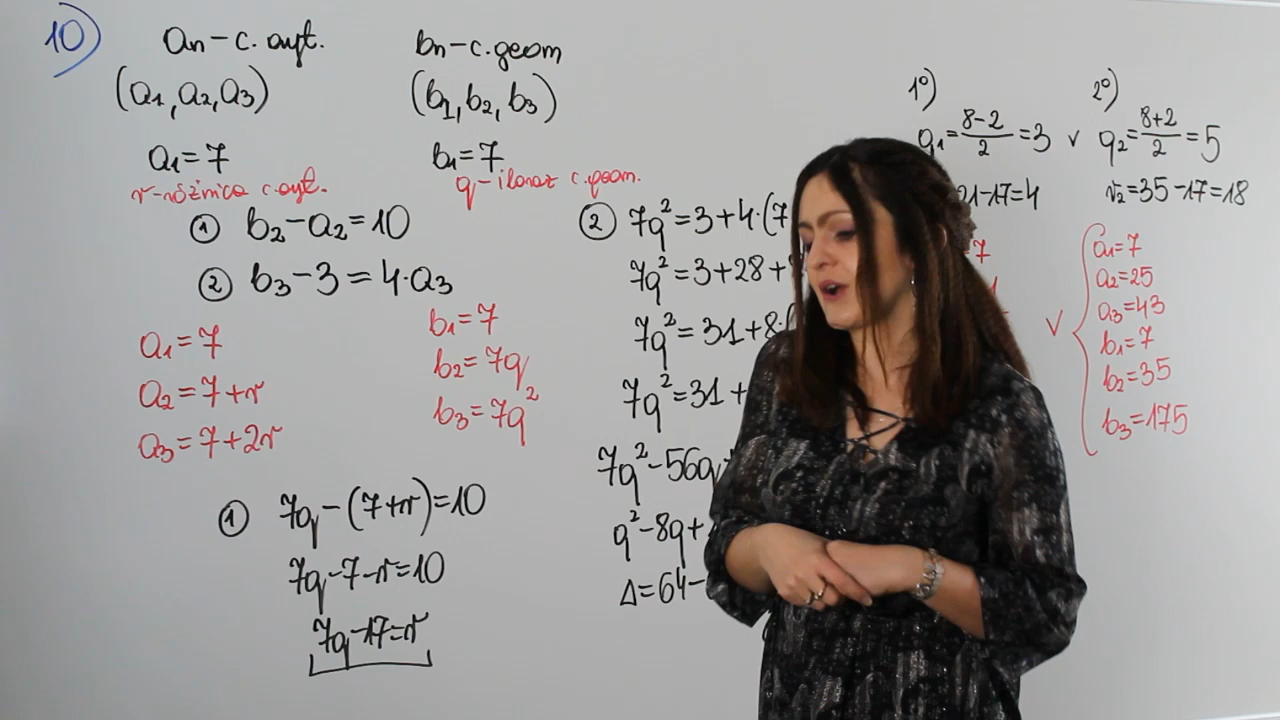 10)
an – c. aryt.
(a₁, a₂, a₃)
a₁ = 7
r – różnica c. aryt.
bn – c. geom
(b₁, b₂, b₃)
b₁ = 7
q – iloraz c. geom.
① b₂ – a₂ = 10
② b₃ – 3 = 4·a₃
a₁ = 7
a₂ = 7 + r
a₃ = 7 + 2r
b₁ = 7
b₂ = 7q
b₃ = 7q²
① 7q – (7 + r) = 10
7q – 7 – r = 10
7q – 17 = r
② 7q² = 3 + 4·(7
7q² = 3 + 28 +
7q² = 31 + 8·
7q² = 31 +
7q² – 56q
q² – 8q +
Δ = 64 –
1°)
q₁ = (8–2)/2 = 3 ∨
21 – 17 = 4
7
2°)
q₂ = (8+2)/2 = 5
r₂ = 35 – 17 = 18
∨
a₁ = 7
a₂ = 25
a₃ = 43
b₁ = 7
b₂ = 35
b₃ = 175